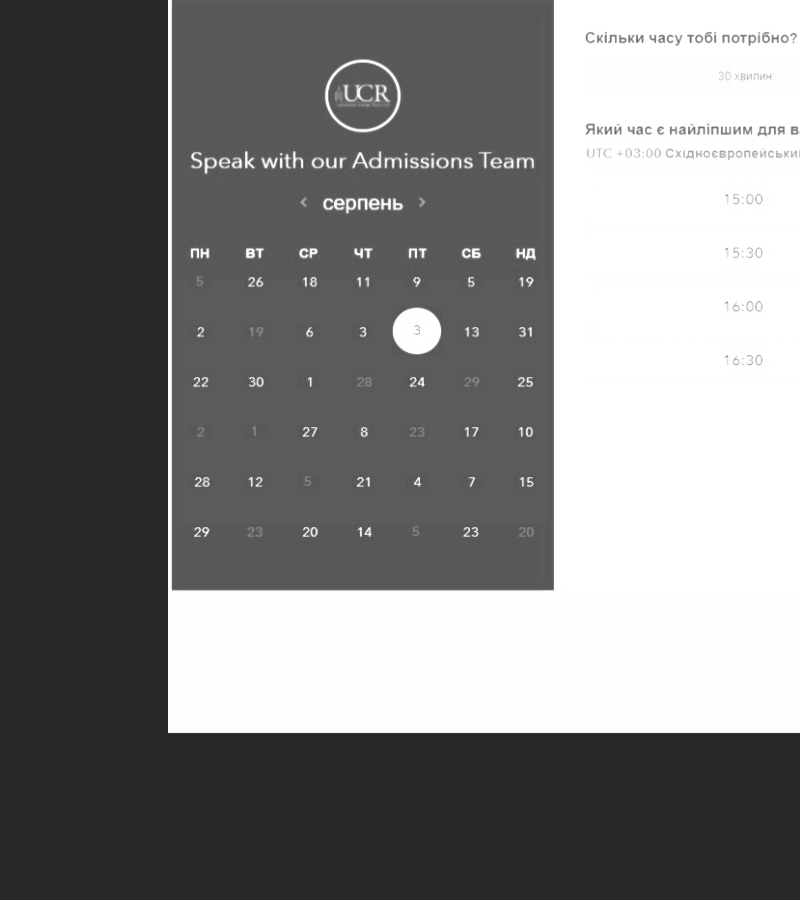 Скільки часу тобі потрібно?
30 хвилин
Який час є найліпшим для в
UTC +03:00 Східноєвропейськи
15:00
15:30
16:00
16:30
UCR
Speak with our Admissions Team
‹ серпень ›
ПН ВТ СР ЧТ ПТ СБ НД
5 26 18 11 9 5 19
2 19 6 3 3 13 31
22 30 1 28 24 29 25
2 1 27 8 23 17 10
28 12 5 21 4 7 15
29 23 20 14 5 23 20